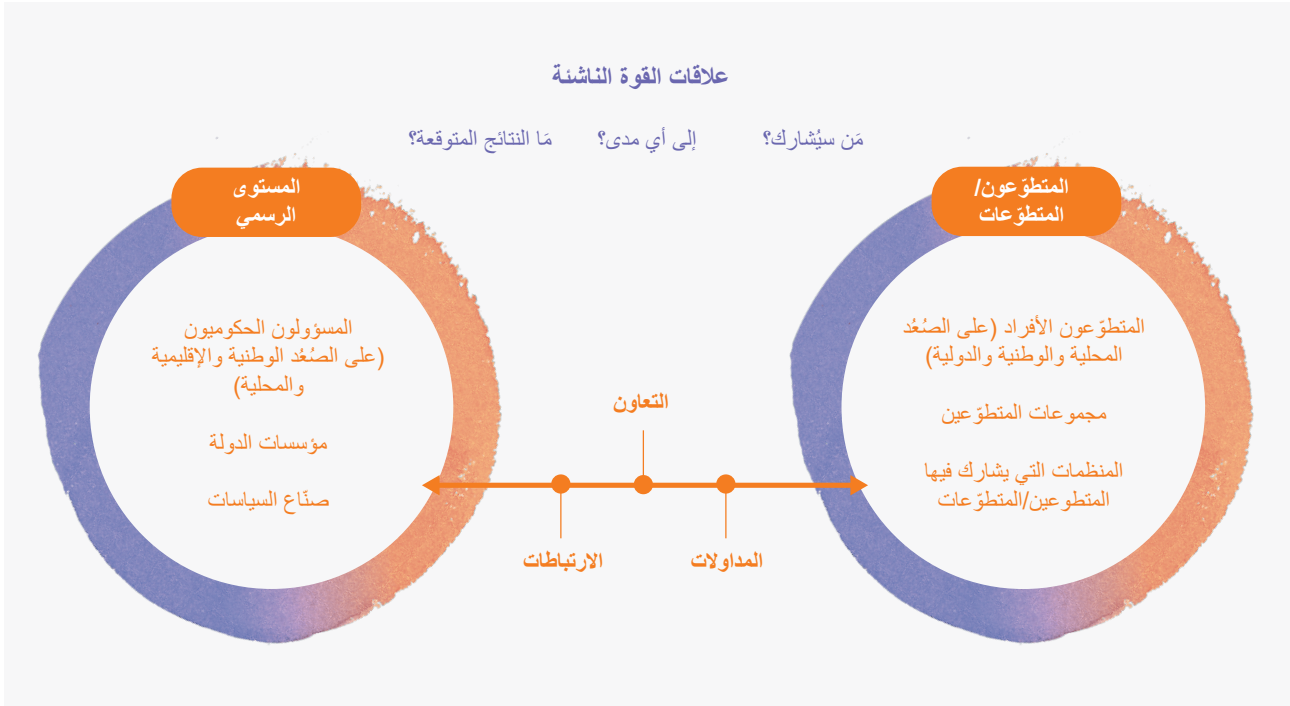 علاقات القوة الناشئة
مَن سيُشارك؟ إلى أي مدى؟ مَا النتائج المتوقعة؟
المتطوّعون/
المتطوّعات
المتطوّعون الأفراد (على الصُعُد
المحلية والوطنية والدولية)
مجموعات المتطوّعين
المنظمات التي يشارك فيها
المتطوعين/المتطوّعات
التعاون
المداولات
الارتباطات
المستوى
الرسمي
المسؤولون الحكوميون
(على الصُعُد الوطنية والإقليمية
والمحلية)
مؤسسات الدولة
صنّاع السياسات